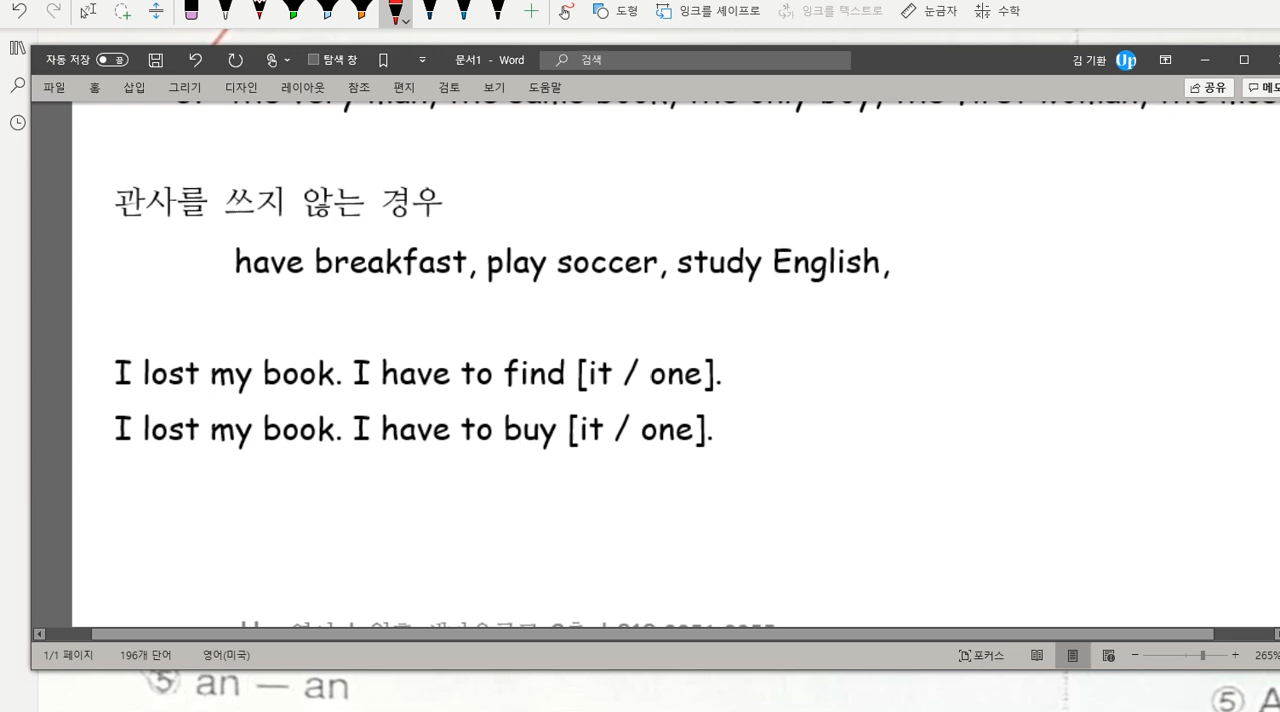 도형 잉크를 셰이프로 잉크를 텍스트로 눈금자 수학
자동 저장 끔 탐색 창 문서1 - Word 검색 김 기환 Up
파일 홈 삽입 그리기 디자인 레이아웃 참조 편지 검토 보기 도움말 공유 메모
관사를 쓰지 않는 경우
have breakfast, play soccer, study English,
I lost my book. I have to find [it / one].
I lost my book. I have to buy [it / one].
1/1 페이지 196개 단어 영어(미국) 포커스 265%
⑤ an — an
⑤ A